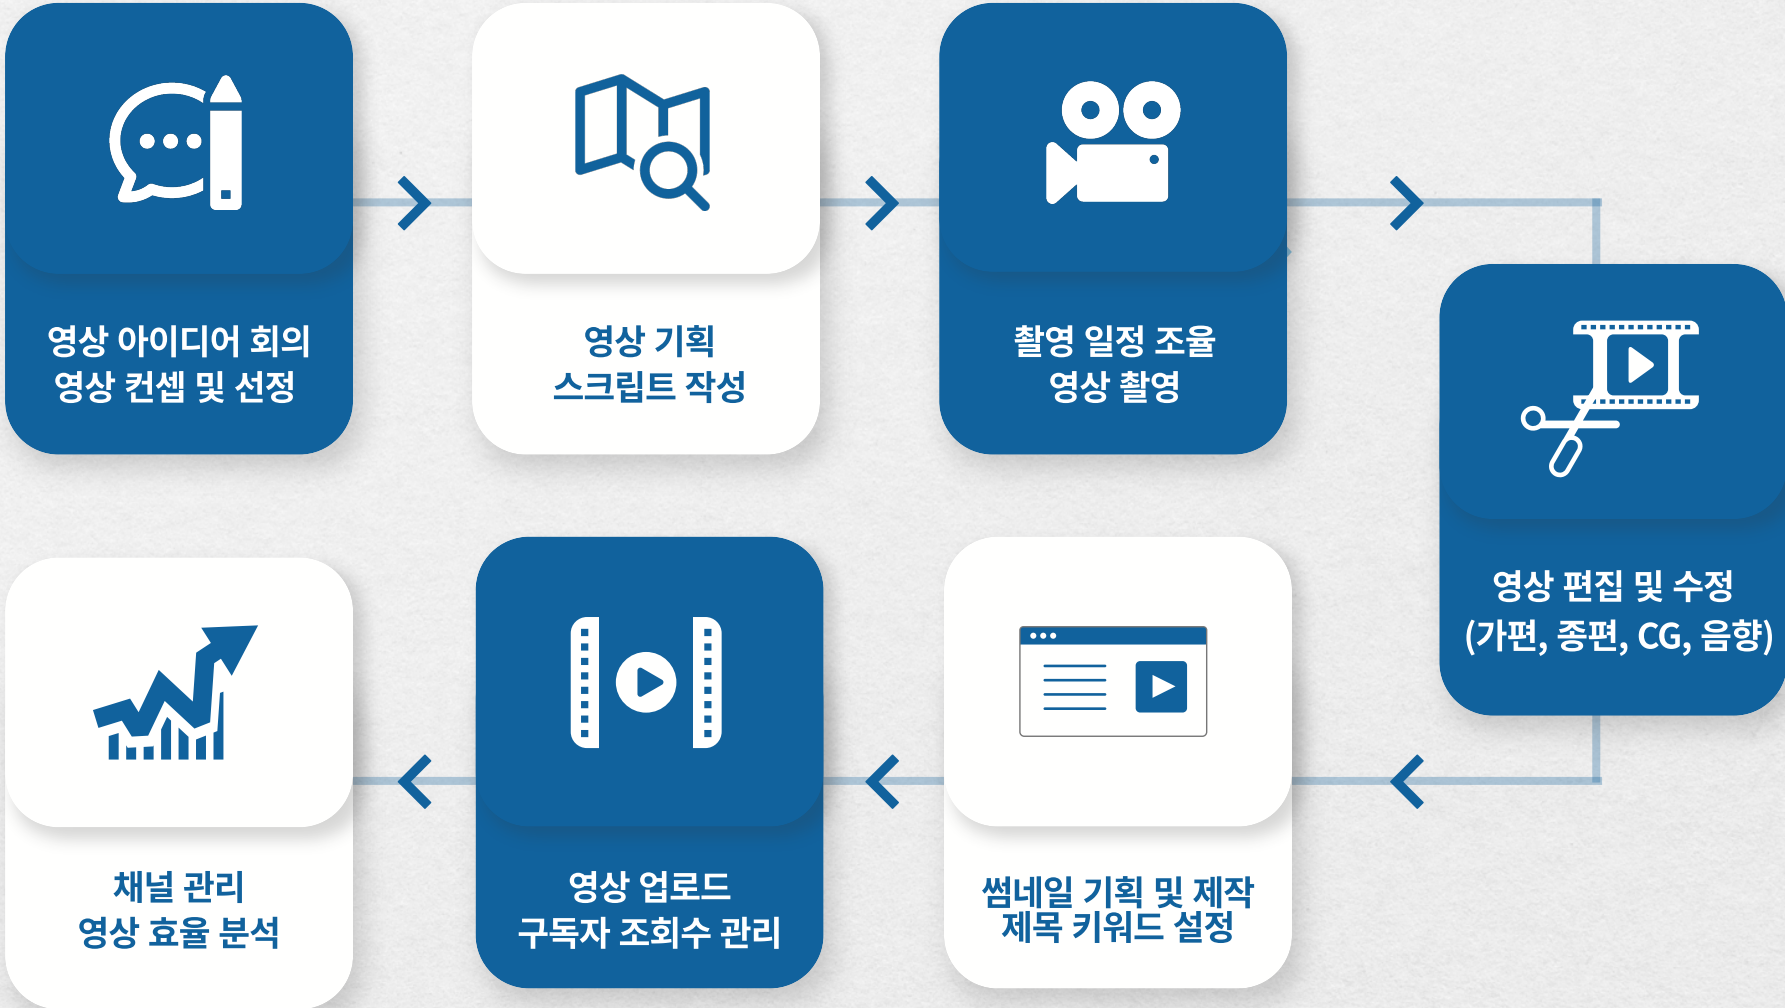 영상 아이디어 회의
영상 컨셉 및 선정
영상 기획
스크립트 작성
촬영 일정 조율
영상 촬영
영상 편집 및 수정
(가편, 종편, CG, 음향)
썸네일 기획 및 제작
제목 키워드 설정
영상 업로드
구독자 조회수 관리
채널 관리
영상 효율 분석